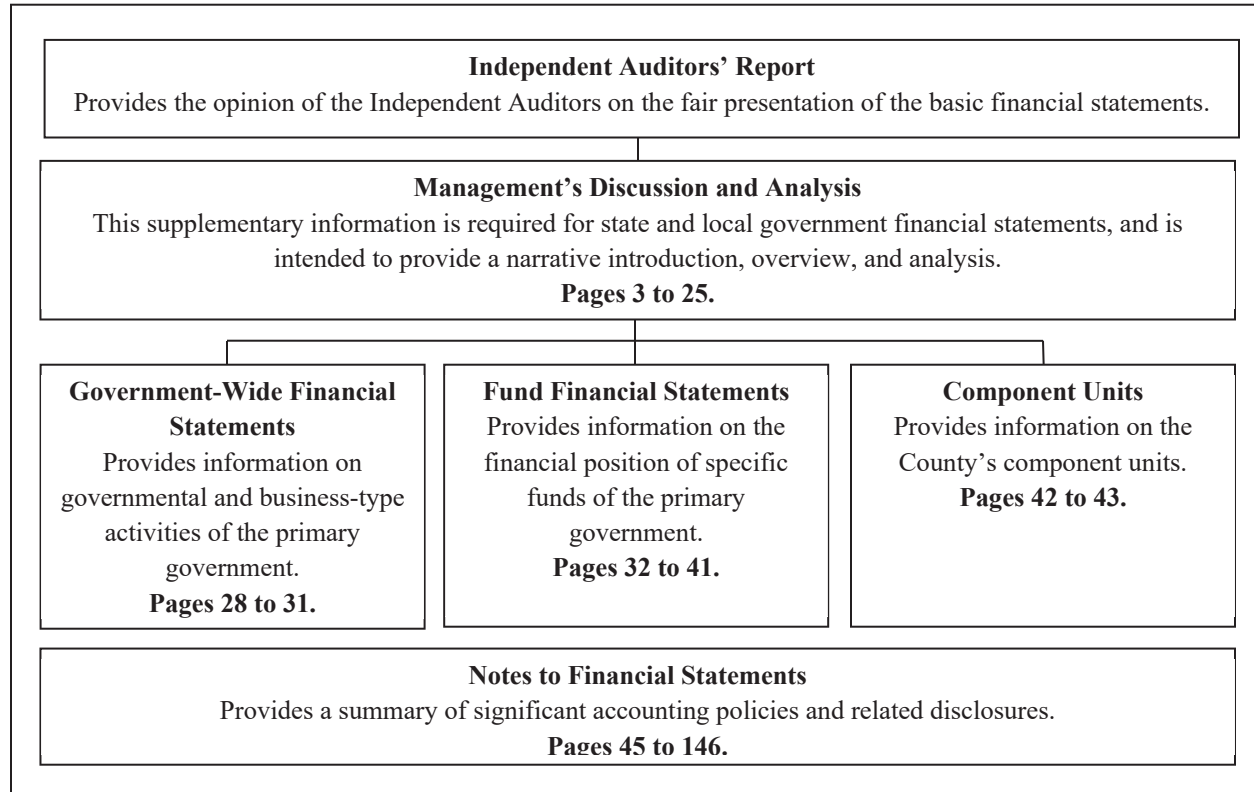 Independent Auditors’ Report
Provides the opinion of the Independent Auditors on the fair presentation of the basic financial statements.
Management’s Discussion and Analysis
This supplementary information is required for state and local government financial statements, and is
intended to provide a narrative introduction, overview, and analysis.
Pages 3 to 25.
Government-Wide Financial
Statements
Provides information on
governmental and business-type
activities of the primary
government.
Pages 28 to 31.
Fund Financial Statements
Provides information on the
financial position of specific
funds of the primary
government.
Pages 32 to 41.
Component Units
Provides information on the
County’s component units.
Pages 42 to 43.
Notes to Financial Statements
Provides a summary of significant accounting policies and related disclosures.
Pages 45 to 146.